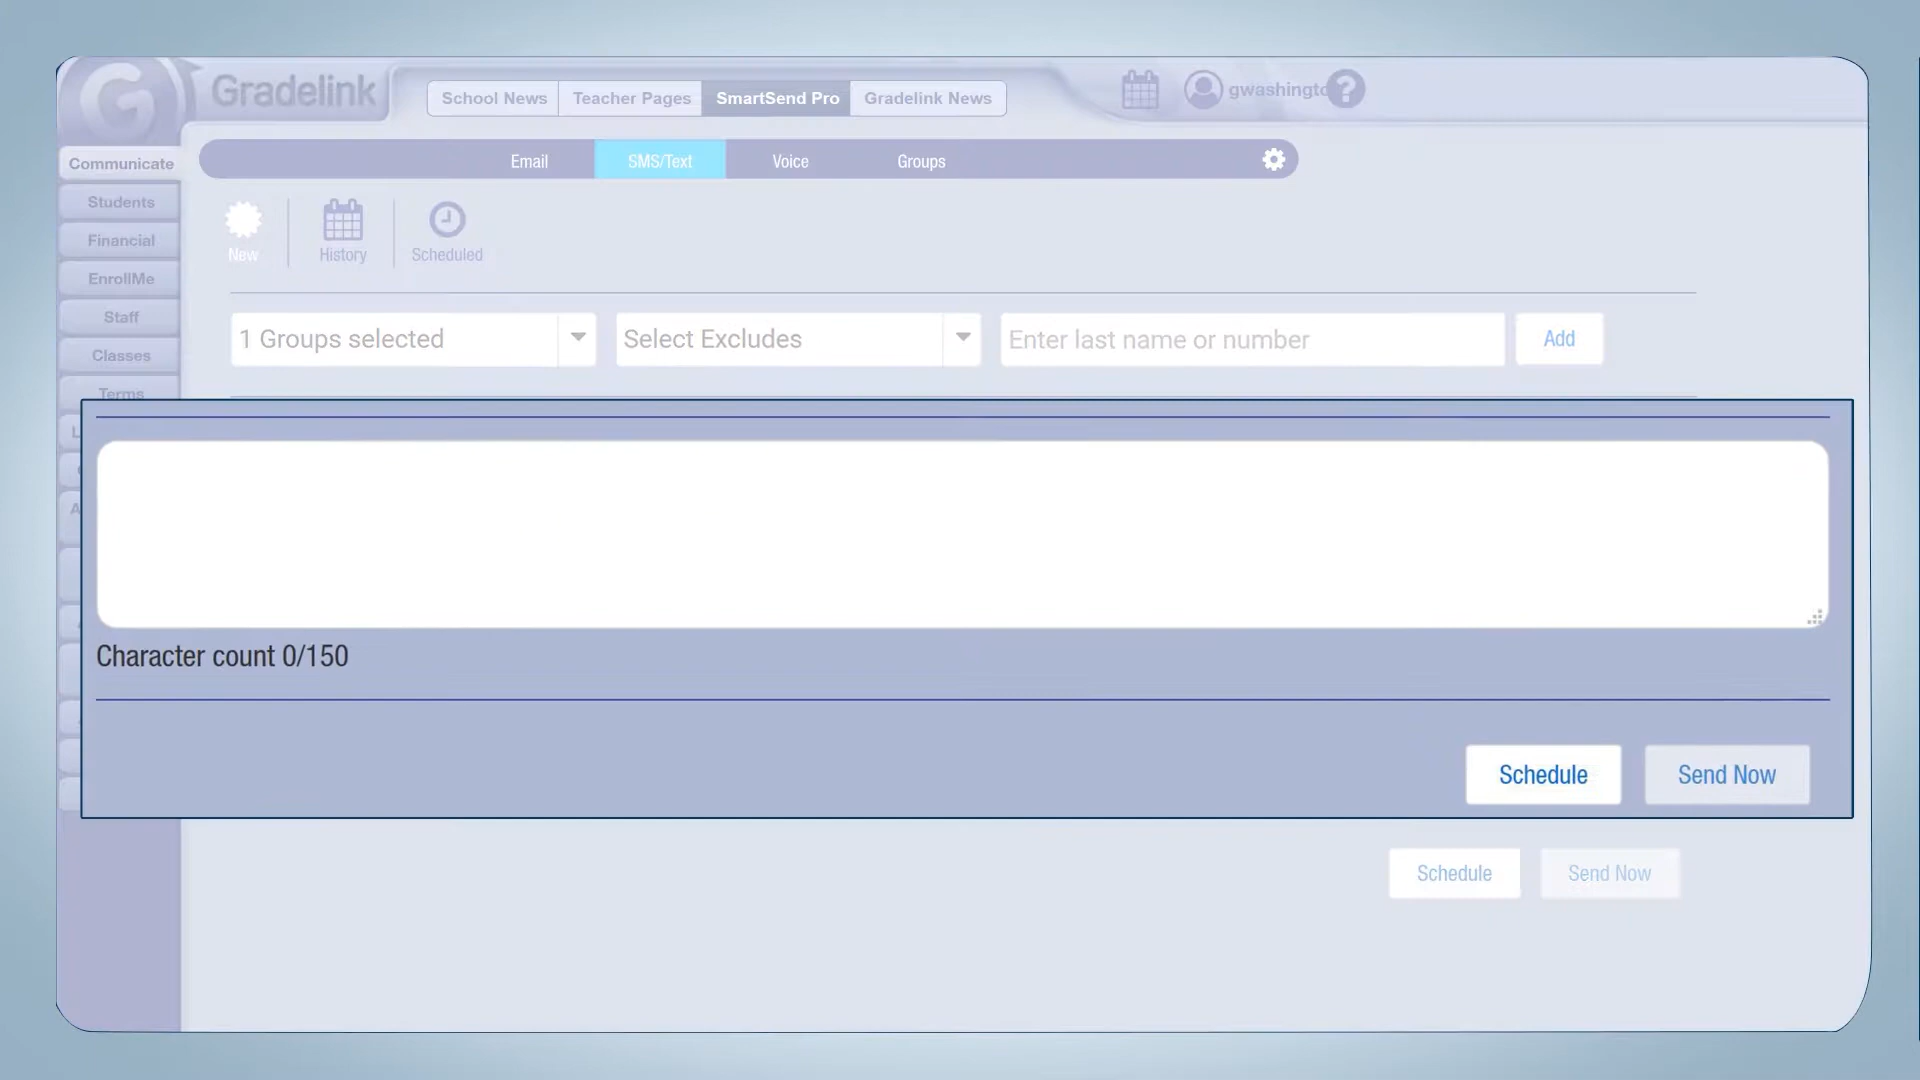 Gradelink
School News
Teacher Pages
SmartSend Pro
Gradelink News
gwashingto
?
Communicate
Students
Financial
EnrollMe
Staff
Classes
Terms
Email
SMS/Text
Voice
Groups
New
History
Scheduled
1 Groups selected
Select Excludes
Enter last name or number
Add
Character count 0/150
Schedule
Send Now
Schedule
Send Now